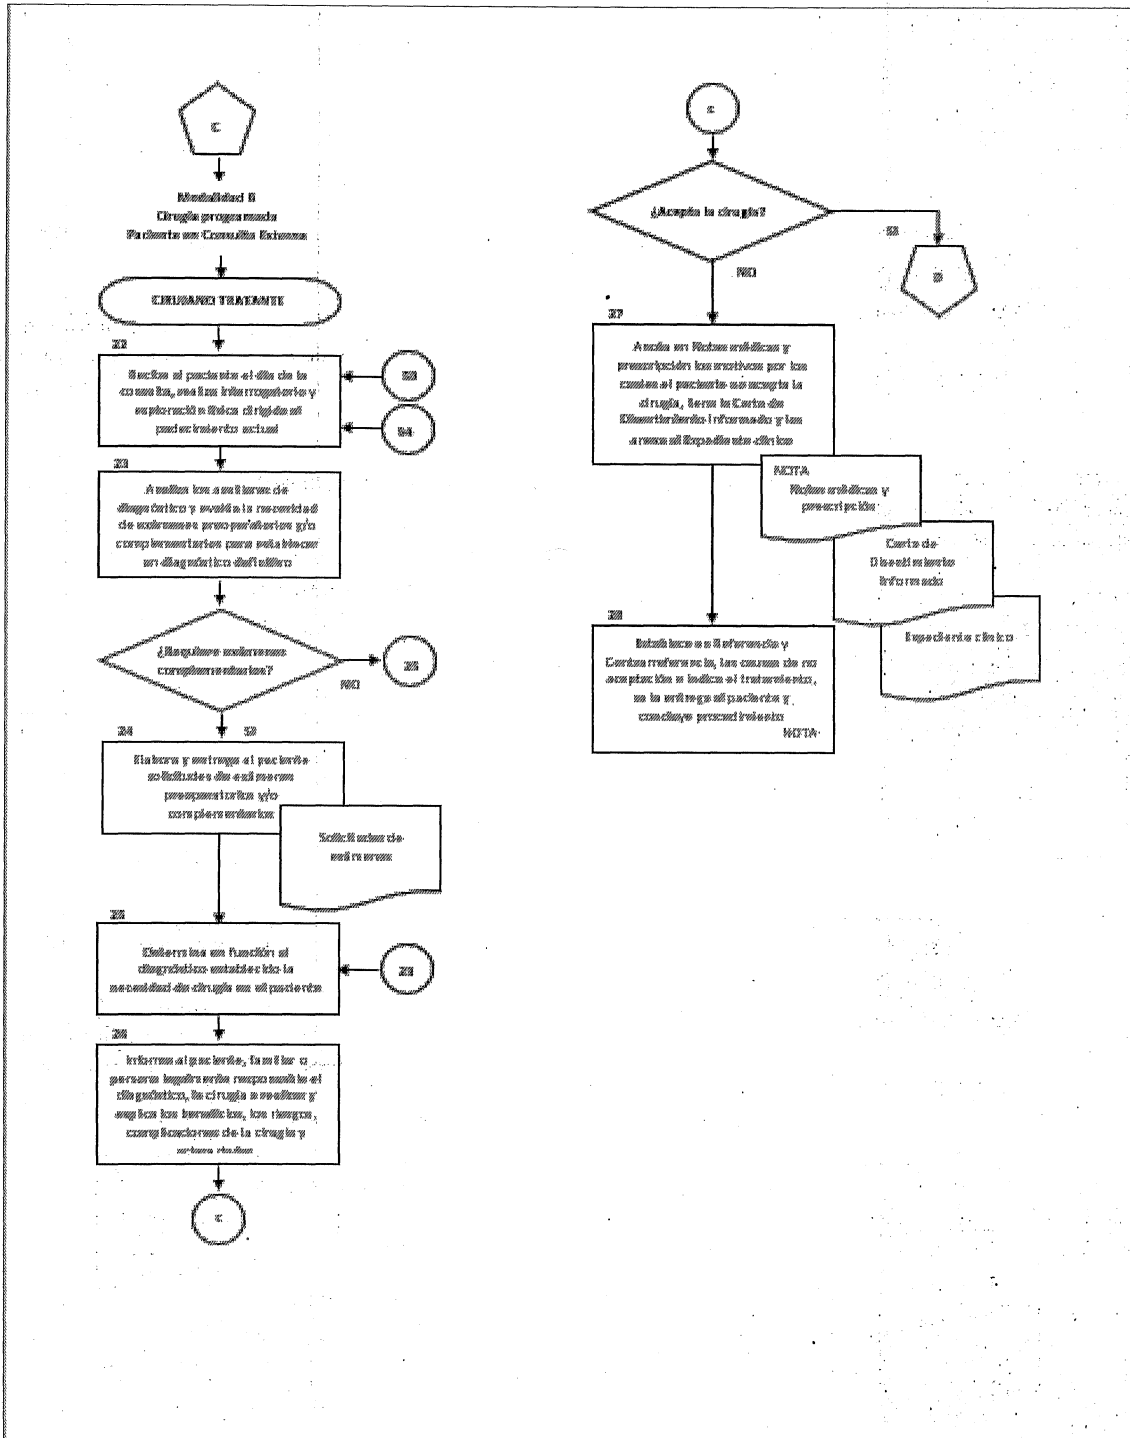 C
Modalidad B
Cirugía programada
Paciente en Consulta Externa
CIRUJANO TRATANTE
22
Recibe al paciente el día de la
consulta, realiza interrogatorio y
exploración física dirigida al
padecimiento actual
23
Analiza los auxiliares de
diagnóstico y evalúa la necesidad
de exámenes preoperatorios y/o
complementarios para establecer
un diagnóstico definitivo
¿Requiere exámenes
complementarios?
25
NO
24
SI
Elabora y entrega al paciente
solicitudes de exámenes
preoperatorios y/o
complementarios
Solicitudes de
exámenes
25
Determina en función al
diagnóstico establecido la
necesidad de cirugía en el paciente
23
26
Informa al paciente, familiar o
persona legalmente responsable el
diagnóstico, la cirugía a realizar y
explica los beneficios, los riesgos,
complicaciones de la cirugía y
C
C
¿Acepta la cirugía?
SI
NO
D
27
Anota en Notas médicas y
prescripción los motivos por los
cuales el paciente no acepta la
cirugía, llena la Carta de
Disentimiento Informado y los
anexa al Expediente clínico
NOTA
Notas médicas y
prescripción
Carta de
Disentimiento
Informado
Expediente clínico
28
Establece en Referencia y
Contrarreferencia, las causas de no
aceptación e indica el tratamiento,
se la entrega al paciente y
concluye procedimiento
NOTA